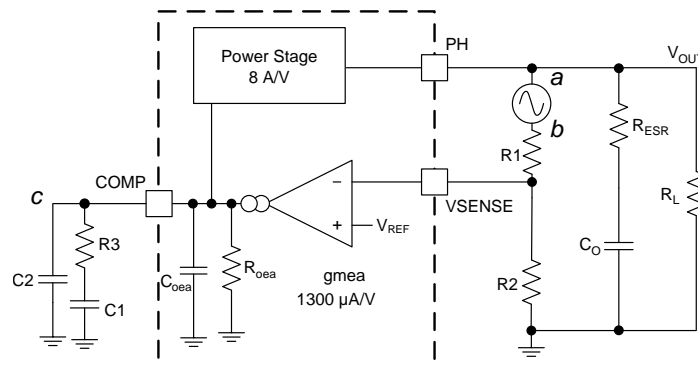 Power Stage
8 A/V
PH
VOUT
a
b
R1
RESR
COMP
c
VSENSE
RL
R3
VREF
CO
C2
Coea
Roea
gmea
R2
C1
1300 µA/V